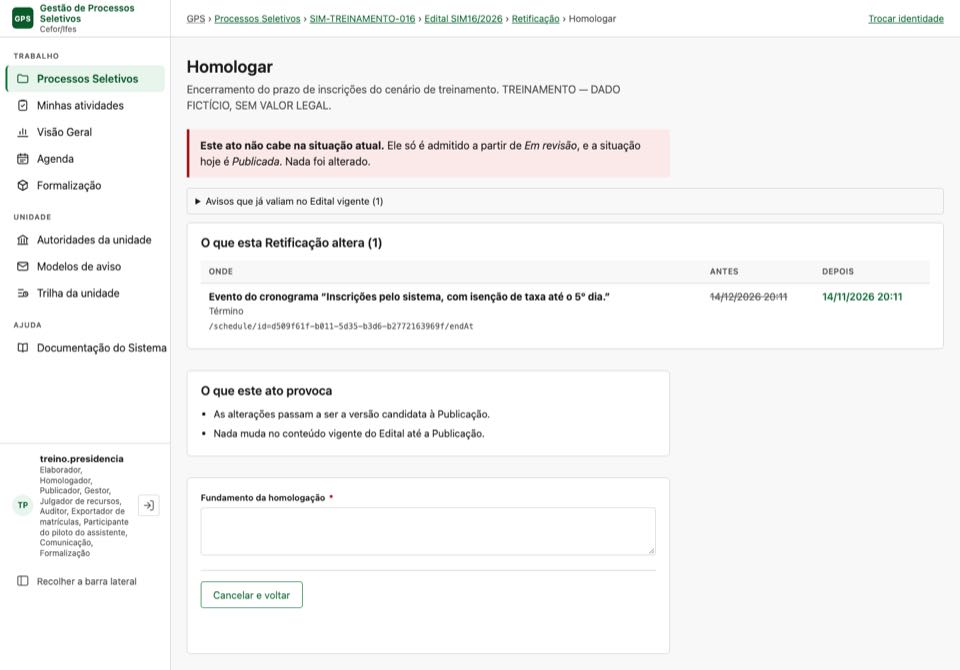 GPS
Gestão de Processos
Seletivos
Cefor/Ifes
GPS › Processos Seletivos › SIM-TREINAMENTO-016 › Edital SIM16/2026 › Retificação › Homologar
Trocar identidade
TRABALHO
Processos Seletivos
Minhas atividades
Visão Geral
Agenda
Formalização
UNIDADE
Autoridades da unidade
Modelos de aviso
Trilha da unidade
AJUDA
Documentação do Sistema
TP
treino.presidencia
Elaborador,
Homologador,
Publicador, Gestor,
Julgador de recursos,
Auditor, Exportador de
matrículas, Participante
do piloto do assistente,
Comunicação,
Formalização
Recolher a barra lateral
Homologar
Encerramento do prazo de inscrições do cenário de treinamento. TREINAMENTO — DADO
FICTÍCIO, SEM VALOR LEGAL.
Este ato não cabe na situação atual. Ele só é admitido a partir de Em revisão, e a situação
hoje é Publicada. Nada foi alterado.
Avisos que já valiam no Edital vigente (1)
O que esta Retificação altera (1)
ONDE ANTES DEPOIS
Evento do cronograma “Inscrições pelo sistema, com isenção de taxa até o 5º dia.” 14/12/2026 20:11 14/11/2026 20:11
Término
/schedule/id=d509f61f-b011-5d35-b3d6-b2772163969f/endAt
O que este ato provoca
• As alterações passam a ser a versão candidata à Publicação.
• Nada muda no conteúdo vigente do Edital até a Publicação.
Fundamento da homologação *
Cancelar e voltar